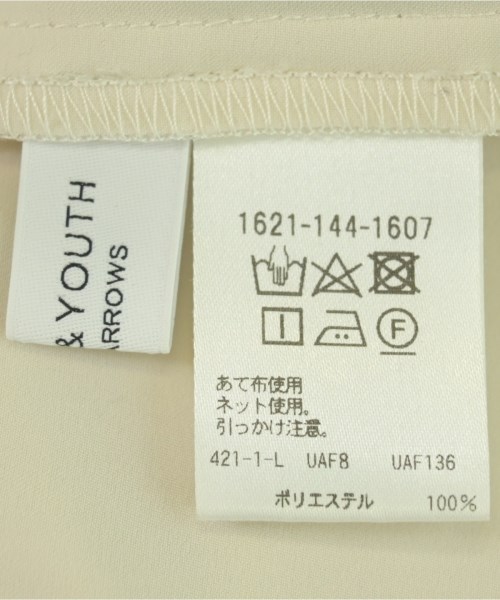 & YOUTH
ARROWS
1621-144-1607
F
あて布使用
ネット使用。
引っかけ注意。
421-1-L UAF8 UAF136
ポリエステル 100%